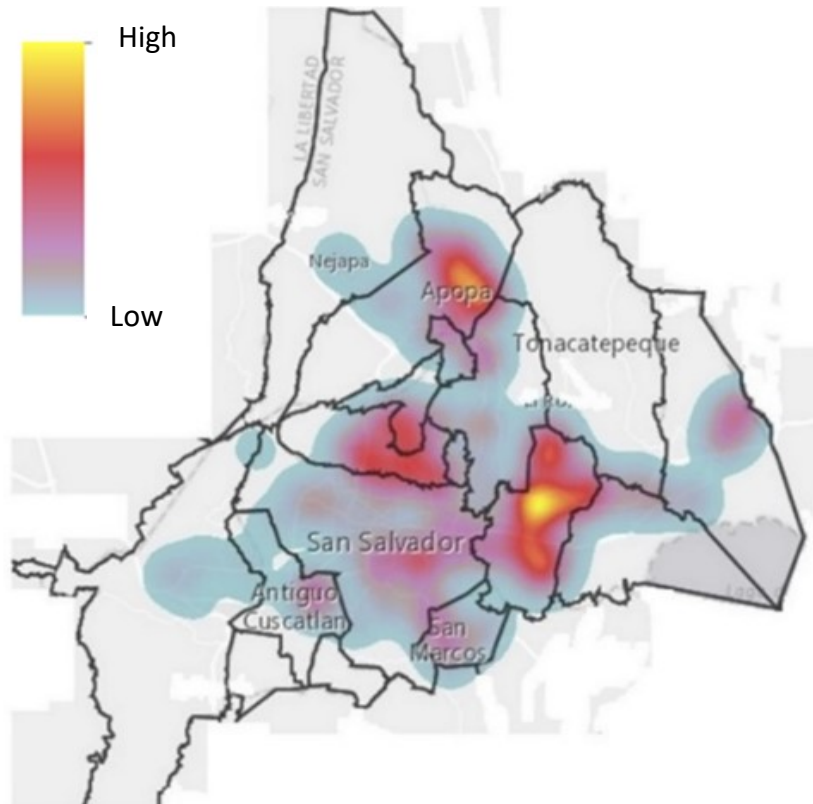 High
Low
LA LIBERTAD
SAN SALVADOR
Nejapa
Apopa
Tonacatepeque
San Salvador
Antiguo
Cuscatlan
San
Marcos